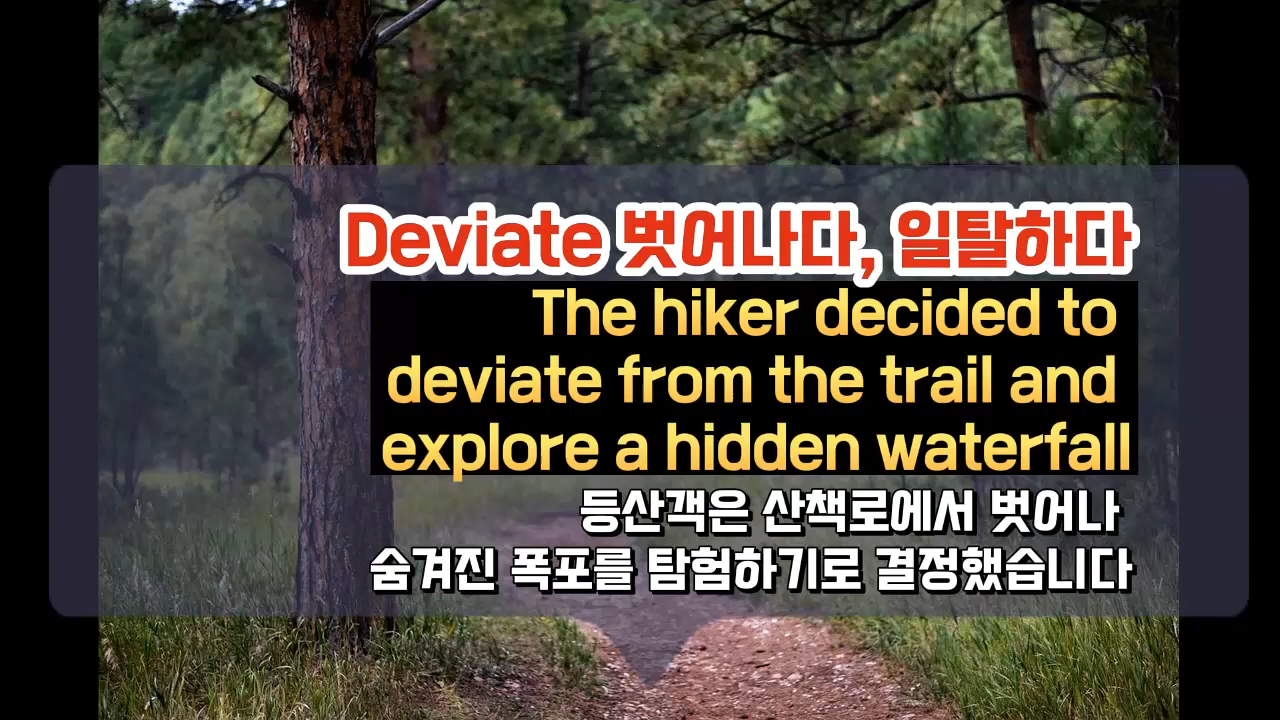 Deviate 벗어나다, 일탈하다
The hiker decided to
deviate from the trail and
explore a hidden waterfall
등산객은 산책로에서 벗어나
숨겨진 폭포를 탐험하기로 결정했습니다